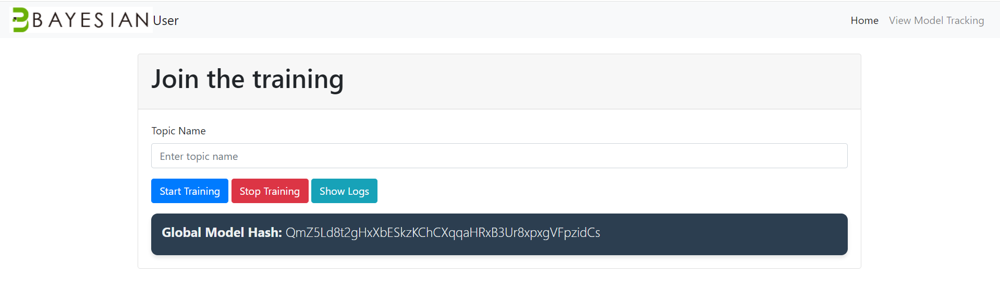 BAYESIAN User Home View Model Tracking
Join the training
Topic Name
Enter topic name
Start Training Stop Training Show Logs
Global Model Hash: QmZ5Ld8t2gHxXbESkzKChCXqqaHRxB3Ur8xpxgVFpzidCs